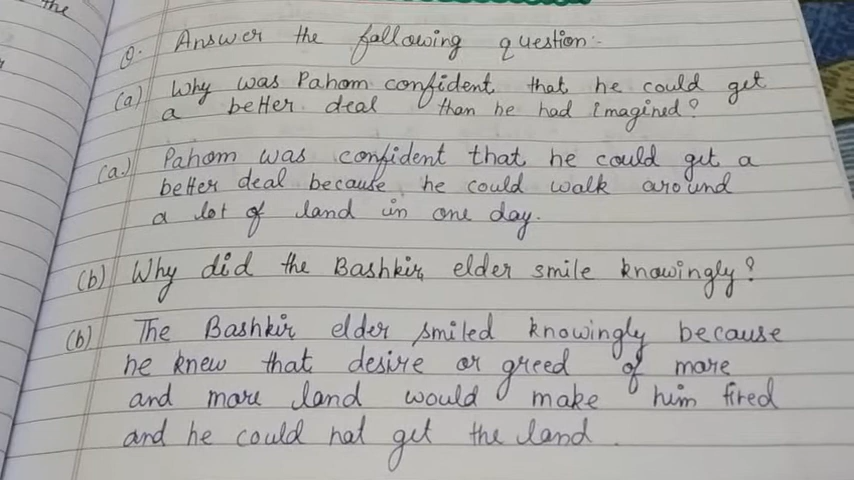 the
Q. Answer the following question:-
(a) Why was Pahom confident that he could get
a better deal than he had imagined?
(a.) Pahom was confident that he could get a
better deal because he could walk around
a lot of land in one day.
(b) Why did the Bashkir elder smile knowingly?
(b) The Bashkir elder smiled knowingly because
he knew that desire or greed of more
and more land would make him tired
and he could not get the land.